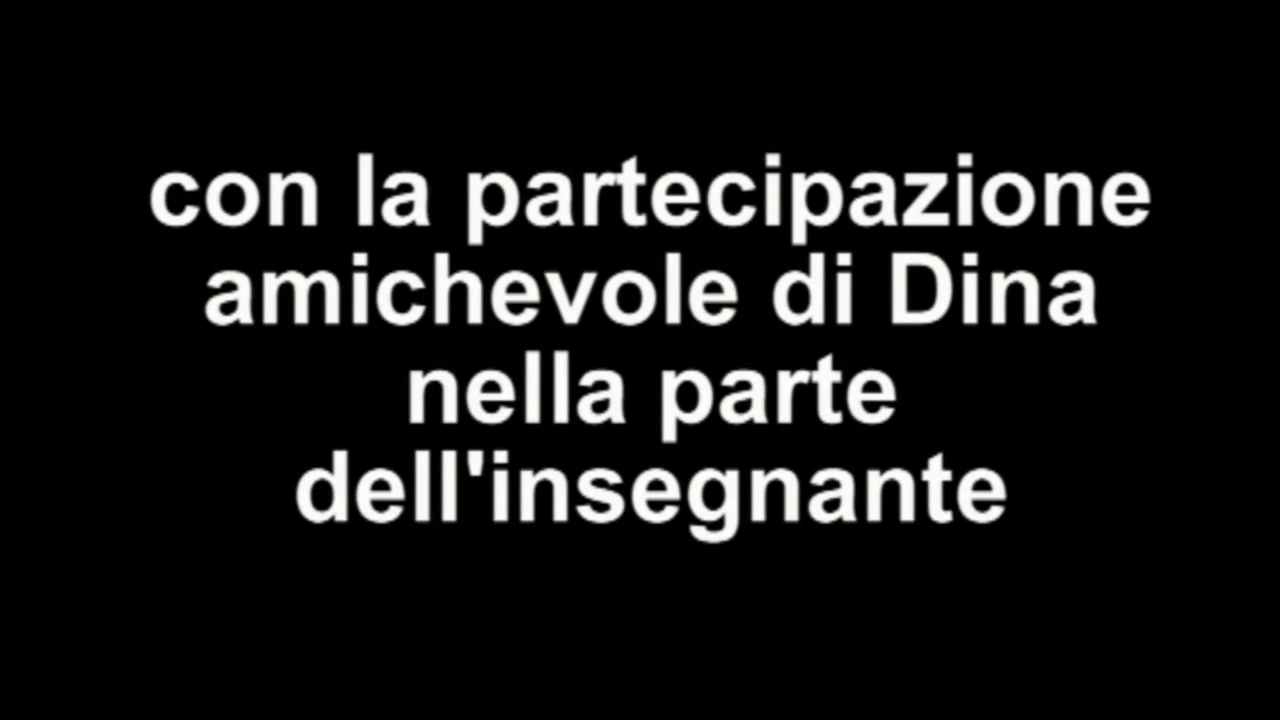 con la partecipazione
amichevole di Dina
nella parte
dell'insegnante